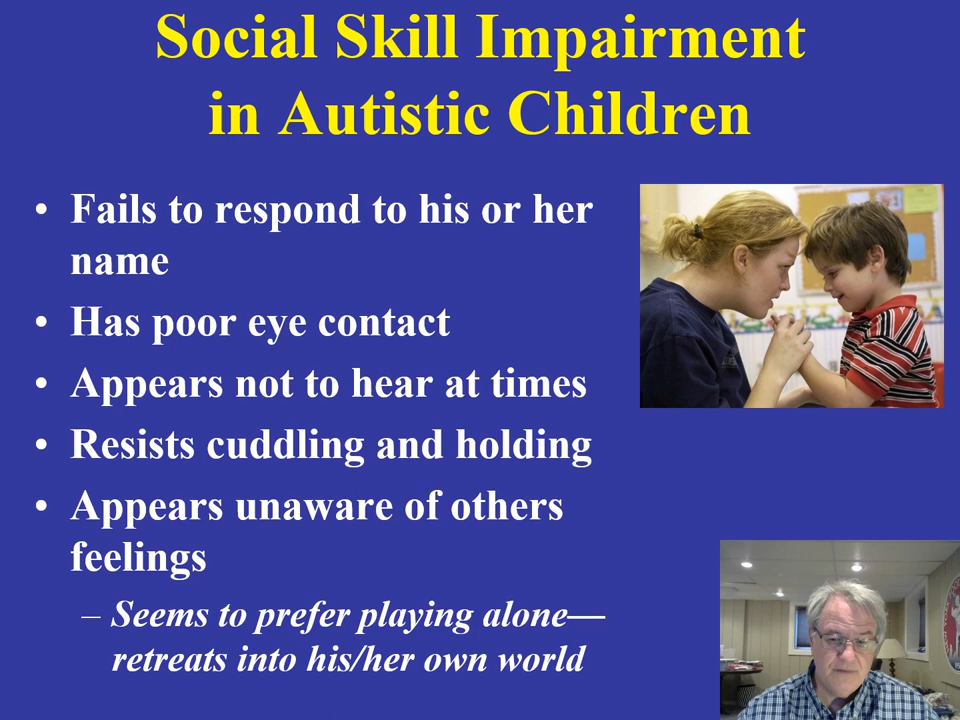 Social Skill Impairment
in Autistic Children
• Fails to respond to his or her
name
• Has poor eye contact
• Appears not to hear at times
• Resists cuddling and holding
• Appears unaware of others
feelings
– Seems to prefer playing alone—
retreats into his/her own world